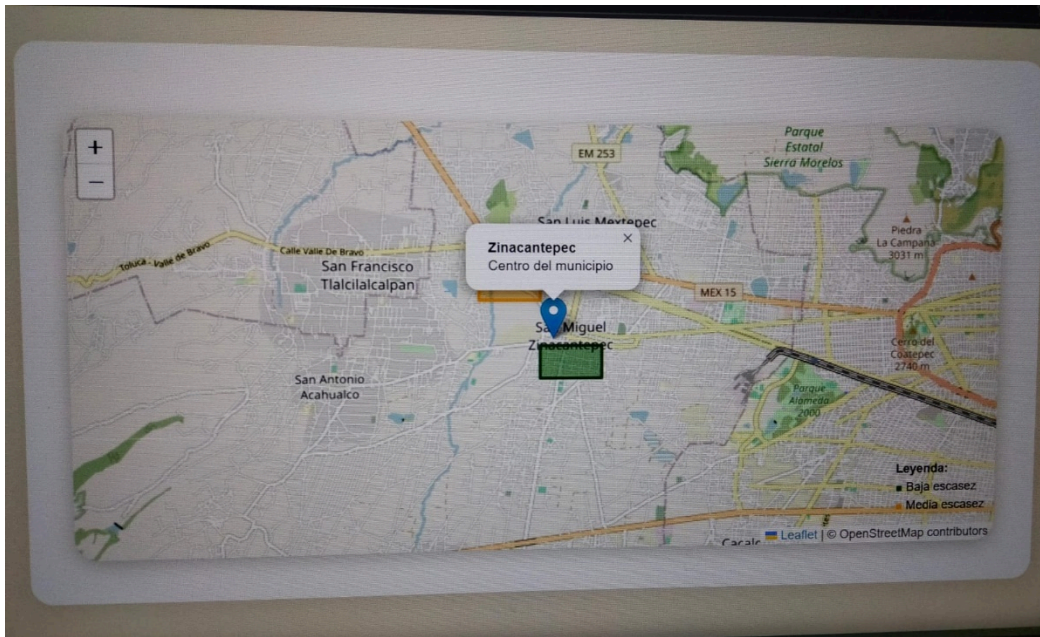 +
−
EM 253
Parque
Estatal
Sierra Morelos
San Luis Mextepec
Piedra
La Campana
3031 m
Toluca - Valle de Bravo
Calle Valle De Bravo
San Francisco
Tlalcilalcalpan
Zinacantepec
×
Centro del municipio
MEX 15
San Miguel
Zinacantepec
Cerro del
Coatepec
2740 m
San Antonio
Acahualco
Parque
Alameda
2000
Leyenda:
Baja escasez
Media escasez
Cacalc
Leaflet | © OpenStreetMap contributors